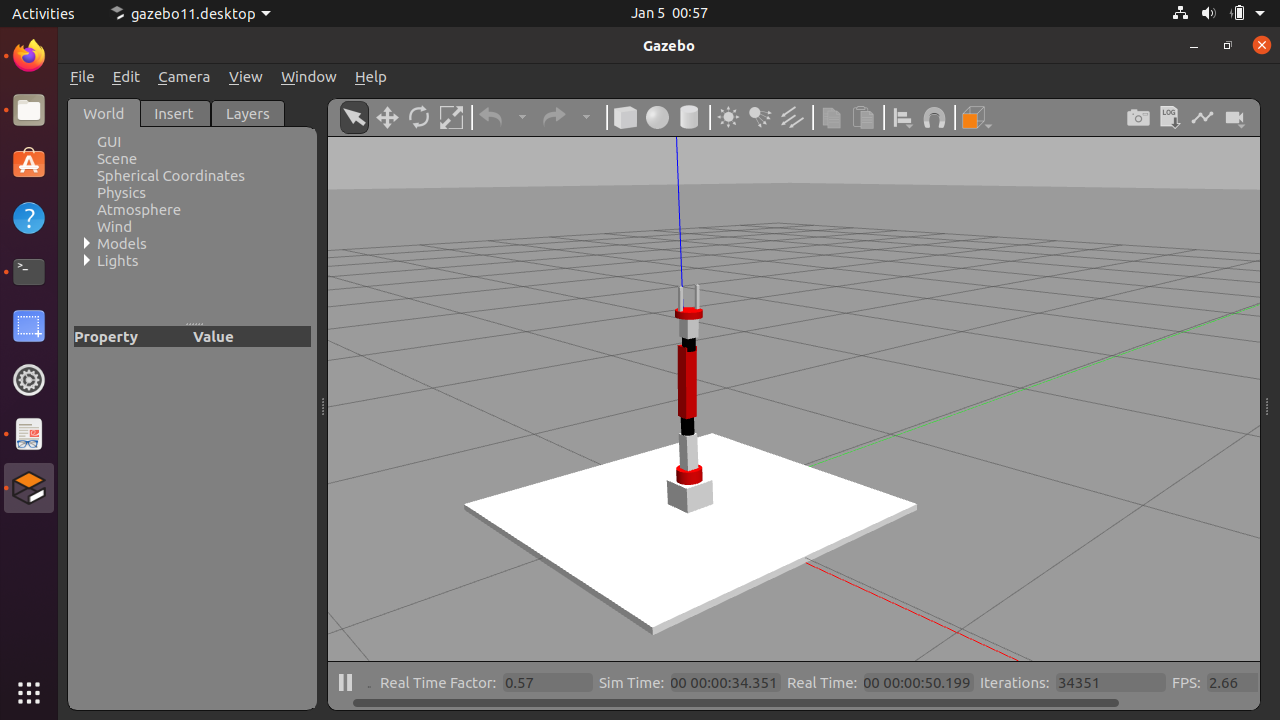 Activities gazebo11.desktop Jan 5 00:57
Gazebo
File Edit Camera View Window Help
World Insert Layers
LOG
GUI
Scene
Spherical Coordinates
Physics
Atmosphere
Wind
Models
Lights
Property Value
Real Time Factor: 0.57 Sim Time: 00 00:00:34.351 Real Time: 00 00:00:50.199 Iterations: 34351 FPS: 2.66